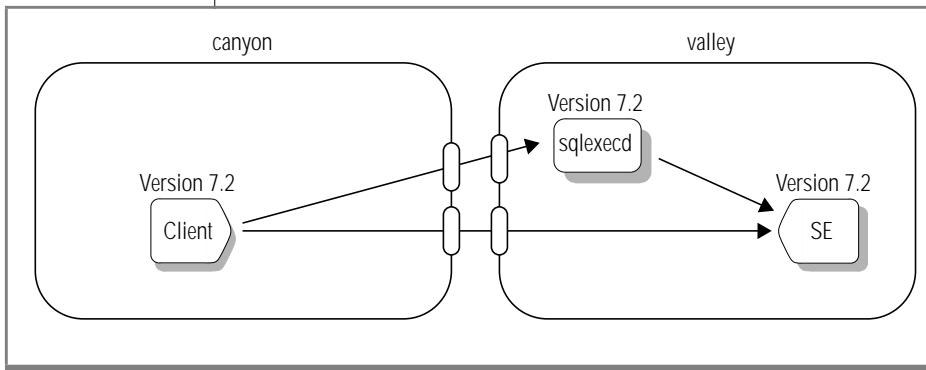 canyon
valley
Version 7.2
sqlexecd
Version 7.2
Client
Version 7.2
SE